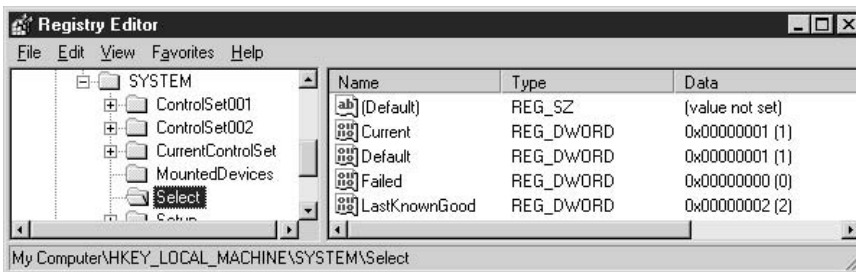 Registry Editor
File Edit View Favorites Help
SYSTEM
ControlSet001
ControlSet002
CurrentControlSet
MountedDevices
Select
Setup
Name Type Data
(Default) REG_SZ (value not set)
Current REG_DWORD 0x00000001 (1)
Default REG_DWORD 0x00000001 (1)
Failed REG_DWORD 0x00000000 (0)
LastKnownGood REG_DWORD 0x00000002 (2)
My Computer\HKEY_LOCAL_MACHINE\SYSTEM\Select